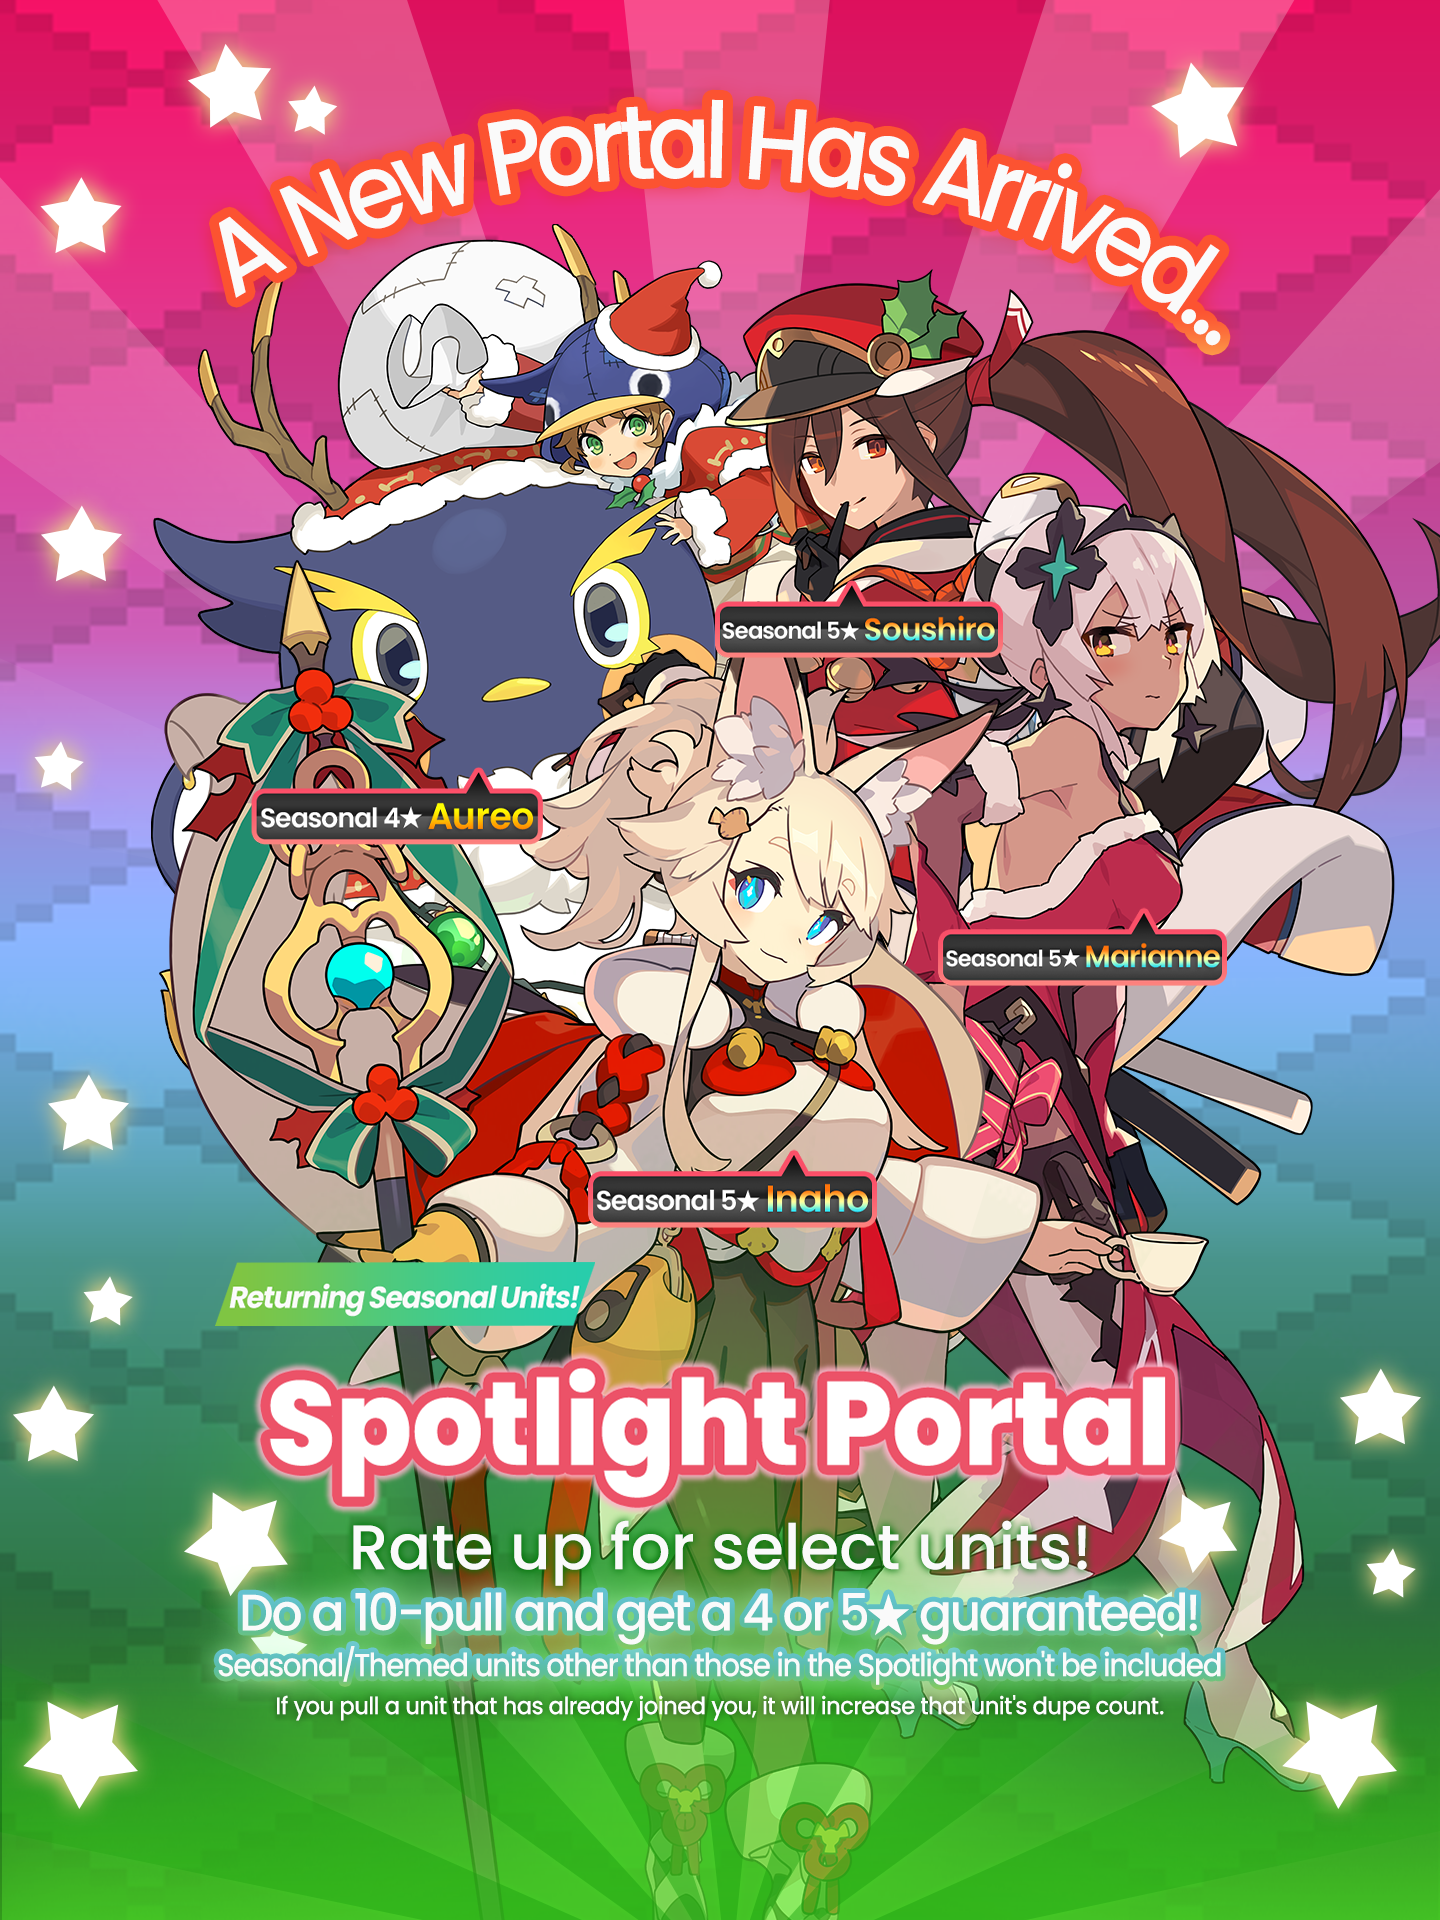 A New Portal Has Arrived...
Seasonal 5★ Soushiro
Seasonal 4★ Aureo
Seasonal 5★ Marianne
Seasonal 5★ Inaho
Returning Seasonal Units!
Spotlight Portal
Rate up for select units!
Do a 10-pull and get a 4 or 5★ guaranteed!
Seasonal/Themed units other than those in the Spotlight won't be included
If you pull a unit that has already joined you, it will increase that unit's dupe count.